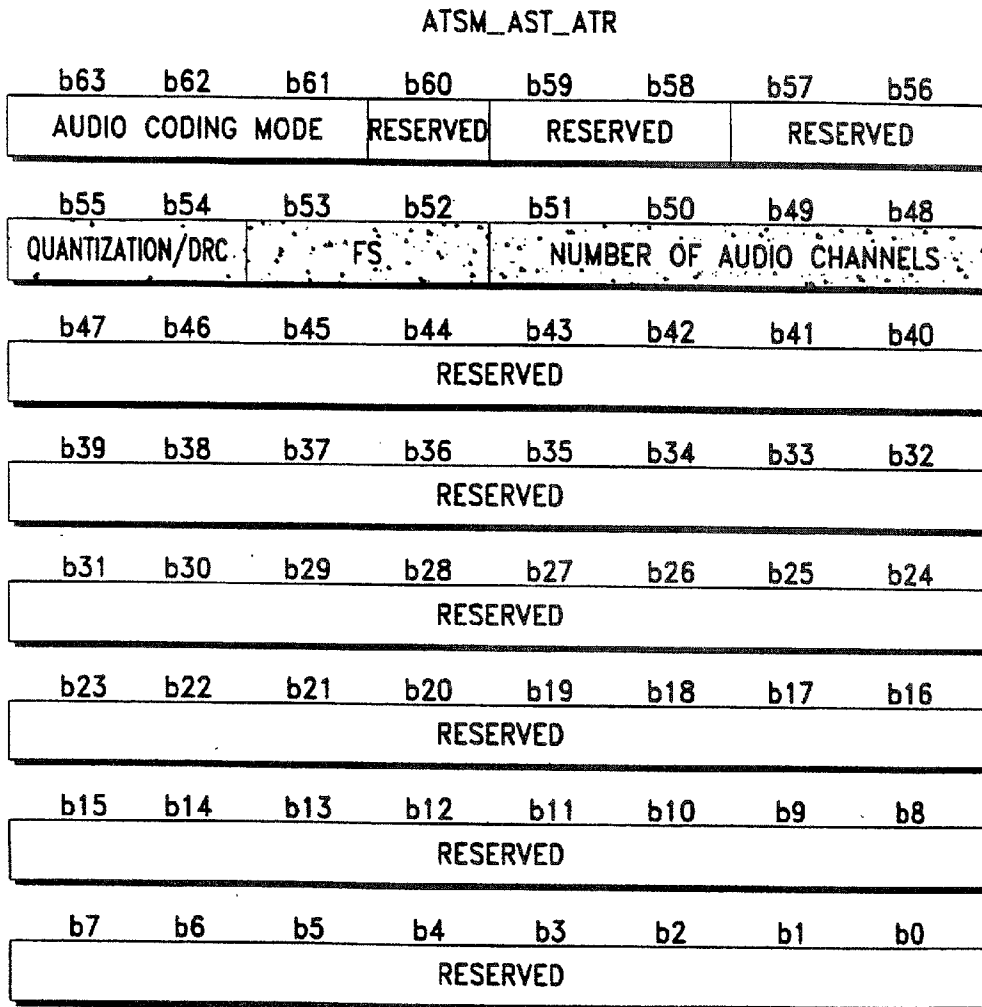 ATSM_AST_ATR
b63 b62 b61 b60 b59 b58 b57 b56
AUDIO CODING MODE RESERVED RESERVED RESERVED
b55 b54 b53 b52 b51 b50 b49 b48
QUANTIZATION/DRC FS NUMBER OF AUDIO CHANNELS
b47 b46 b45 b44 b43 b42 b41 b40
RESERVED
b39 b38 b37 b36 b35 b34 b33 b32
RESERVED
b31 b30 b29 b28 b27 b26 b25 b24
RESERVED
b23 b22 b21 b20 b19 b18 b17 b16
RESERVED
b15 b14 b13 b12 b11 b10 b9 b8
RESERVED
b7 b6 b5 b4 b3 b2 b1 b0
RESERVED